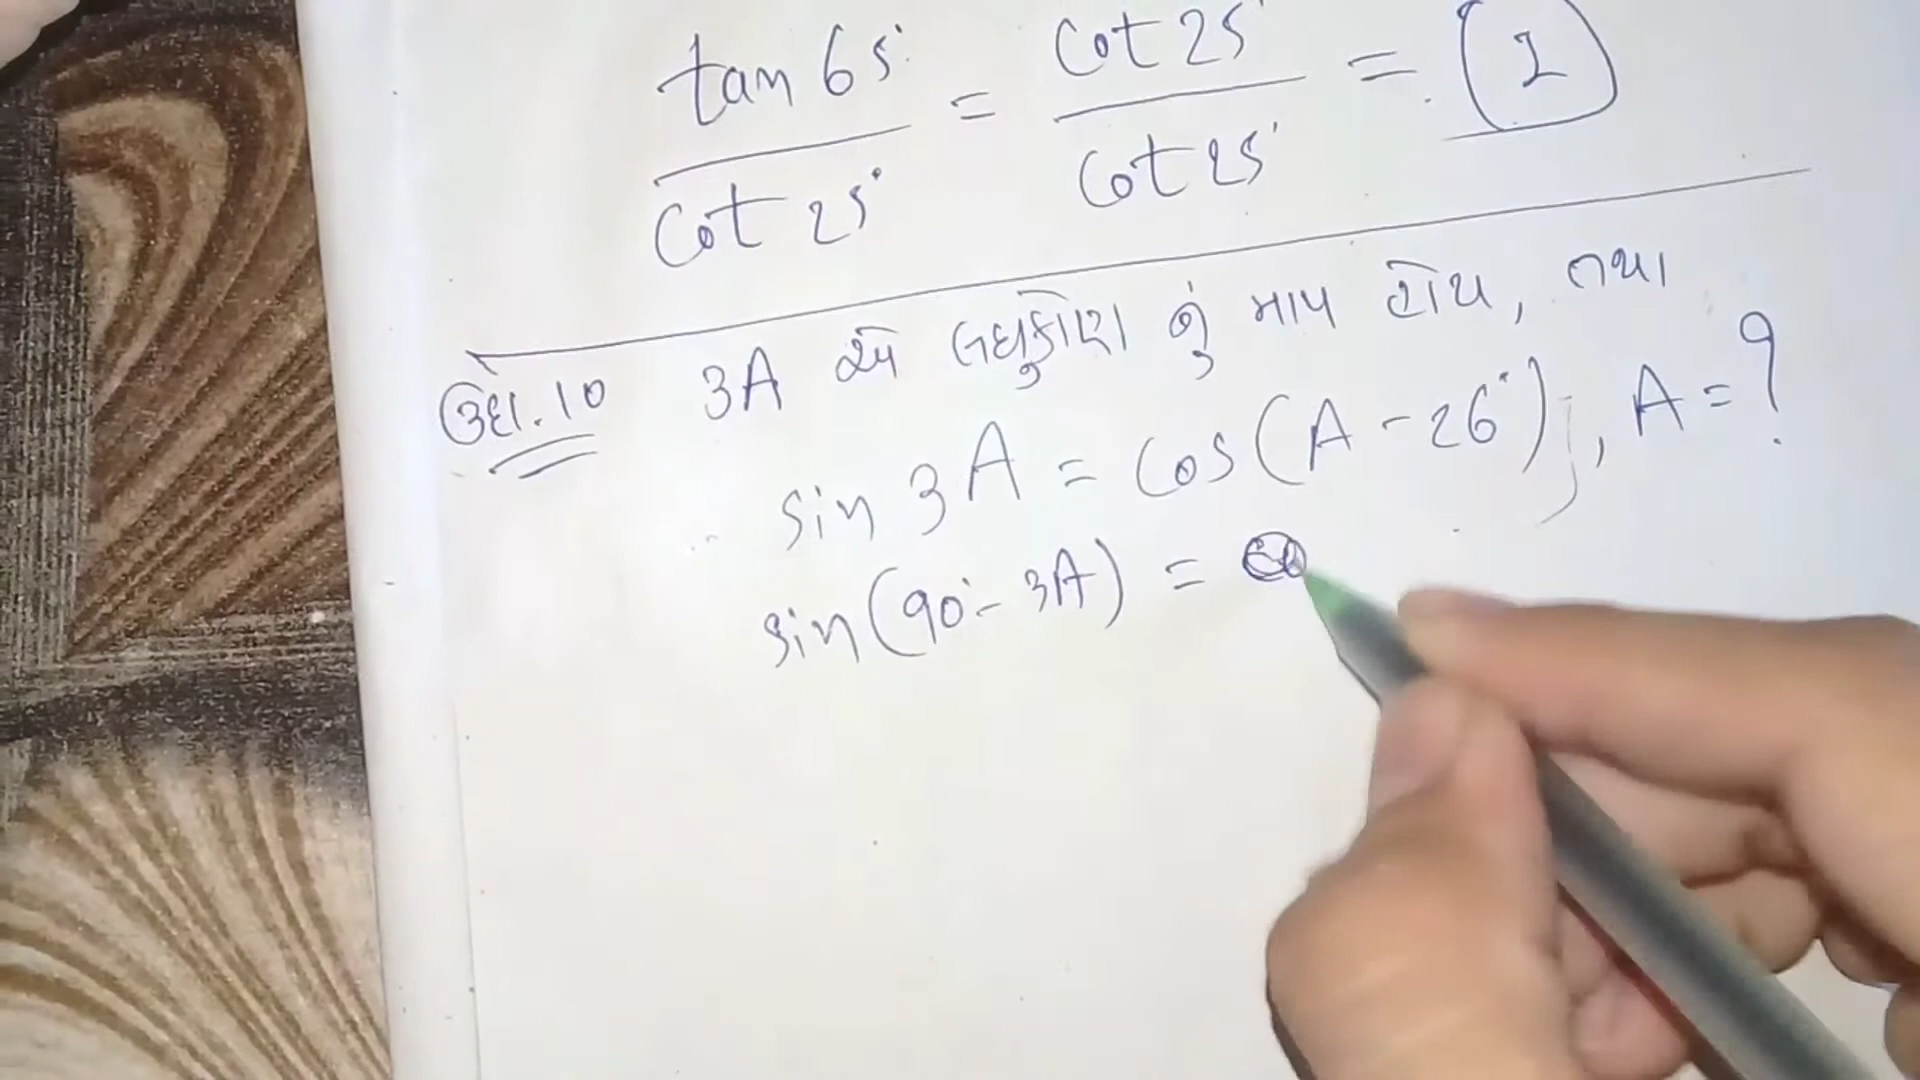 tan 65° / cot 25° = cot 25° / cot 25° = 1
ઉદા.10 3A એ લઘુકોણ નું માપ હોય, તથા
sin 3A = cos(A - 26°), A = ?
sin(90° - 3A) =